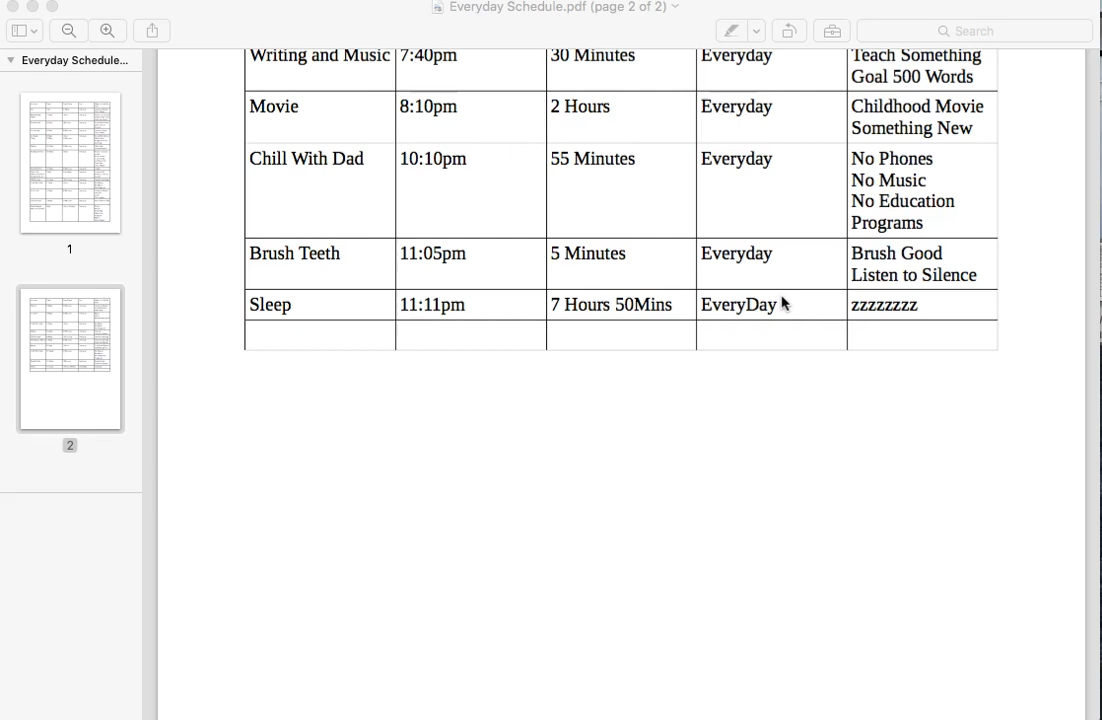 Everyday Schedule.pdf (page 2 of 2)
Search
Everyday Schedule...
1
2
Writing and Music 7:40pm 30 Minutes Everyday Teach Something
Goal 500 Words
Movie 8:10pm 2 Hours Everyday Childhood Movie
Something New
Chill With Dad 10:10pm 55 Minutes Everyday No Phones
No Music
No Education
Programs
Brush Teeth 11:05pm 5 Minutes Everyday Brush Good
Listen to Silence
Sleep 11:11pm 7 Hours 50Mins EveryDay zzzzzzzz